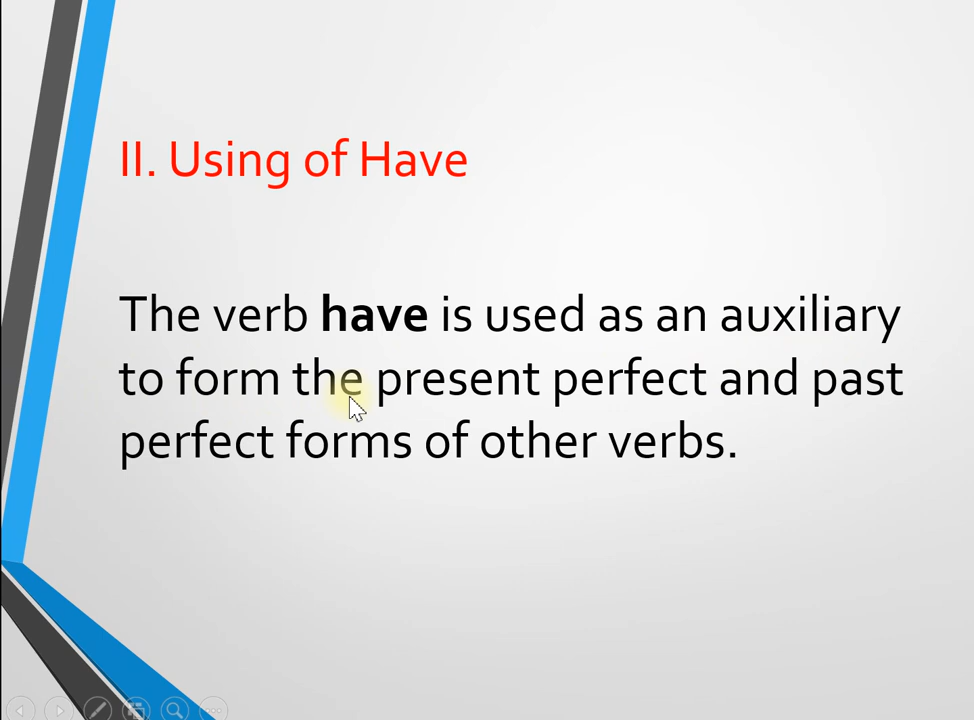 II. Using of Have
The verb have is used as an auxiliary
to form the present perfect and past
perfect forms of other verbs.